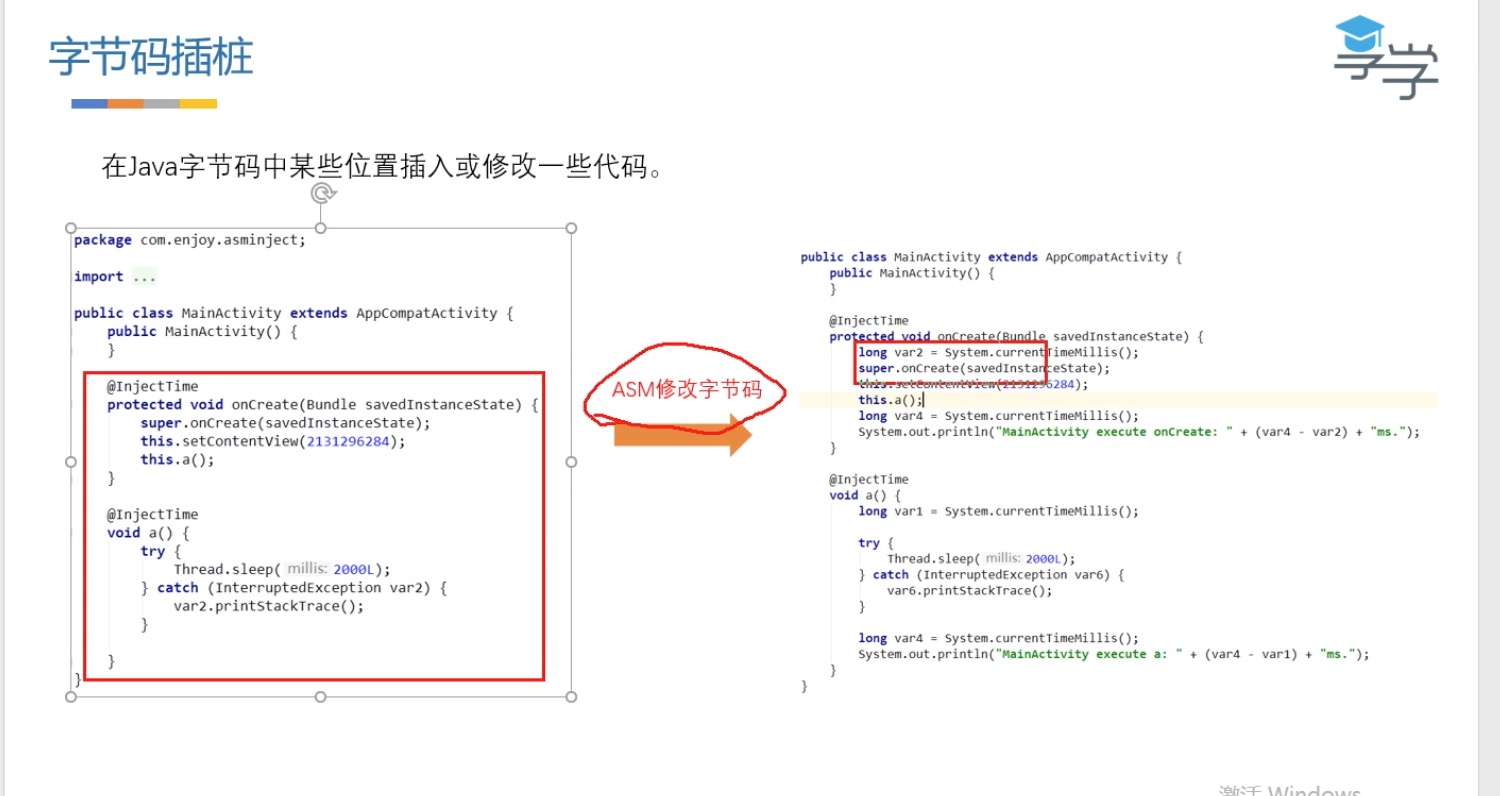 字节码插桩
享学
在Java字节码中某些位置插入或修改一些代码。
package com.enjoy.asminject;
import ...
public class MainActivity extends AppCompatActivity {
public MainActivity() {
}
@InjectTime
protected void onCreate(Bundle savedInstanceState) {
super.onCreate(savedInstanceState);
this.setContentView(2131296284);
this.a();
}
@InjectTime
void a() {
try {
Thread.sleep( millis: 2000L);
} catch (InterruptedException var2) {
var2.printStackTrace();
}
}
}
ASM修改字节码
public class MainActivity extends AppCompatActivity {
public MainActivity() {
}
@InjectTime
protected void onCreate(Bundle savedInstanceState) {
long var2 = System.currentTimeMillis();
super.onCreate(savedInstanceState);
this.setContentView(2131296284);
this.a();
long var4 = System.currentTimeMillis();
System.out.println("MainActivity execute onCreate: " + (var4 - var2) + "ms.");
}
@InjectTime
void a() {
long var1 = System.currentTimeMillis();
try {
Thread.sleep( millis: 2000L);
} catch (InterruptedException var6) {
var6.printStackTrace();
}
long var4 = System.currentTimeMillis();
System.out.println("MainActivity execute a: " + (var4 - var1) + "ms.");
}
}
激活 Windows